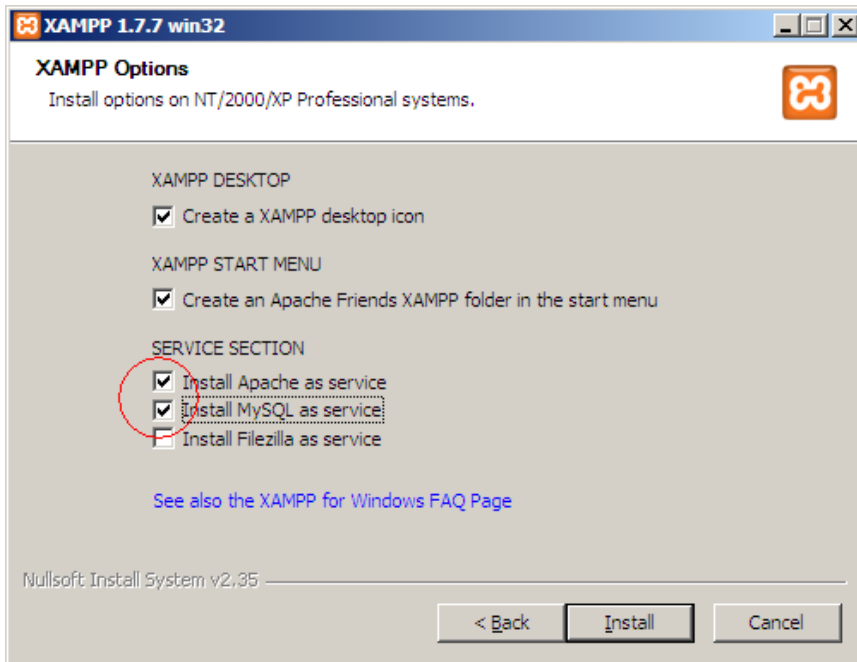 XAMPP 1.7.7 win32
XAMPP Options
Install options on NT/2000/XP Professional systems.
XAMPP DESKTOP
Create a XAMPP desktop icon
XAMPP START MENU
Create an Apache Friends XAMPP folder in the start menu
SERVICE SECTION
Install Apache as service
Install MySQL as service
Install Filezilla as service
See also the XAMPP for Windows FAQ Page
Nullsoft Install System v2.35
< Back Install Cancel